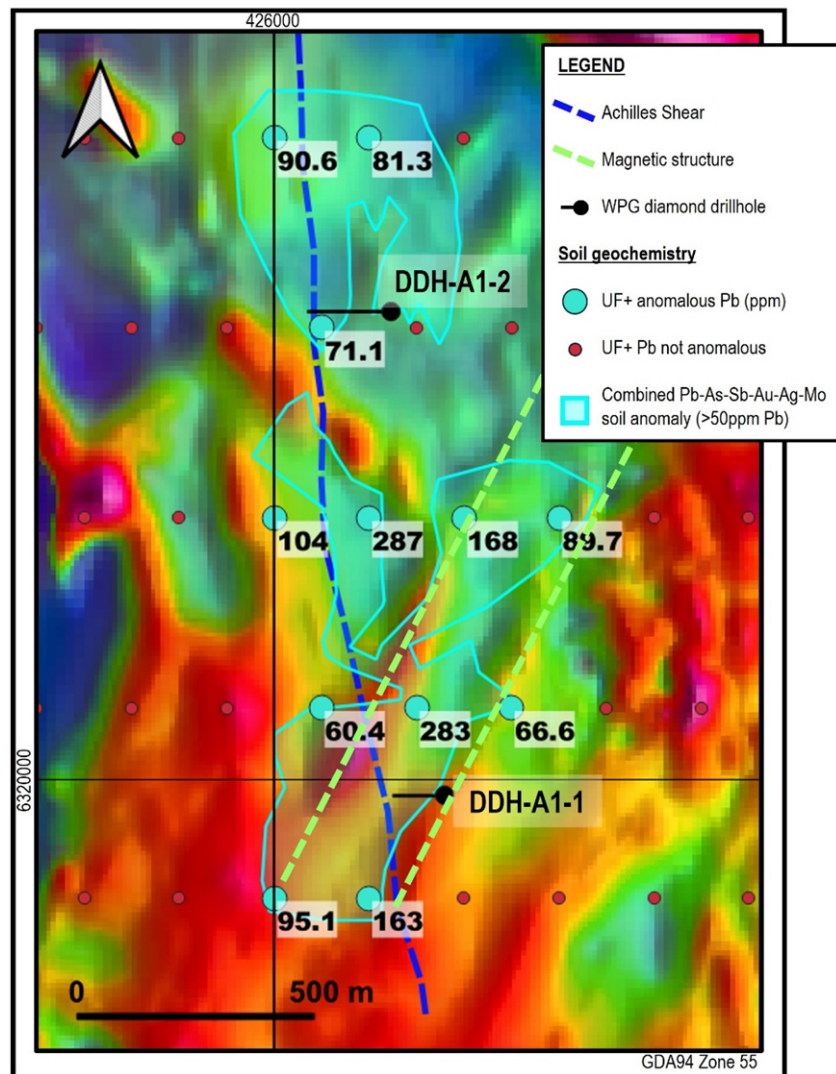 426000
LEGEND
Achilles Shear
Magnetic structure
WPG diamond drillhole
Soil geochemistry
UF+ anomalous Pb (ppm)
UF+ Pb not anomalous
Combined Pb-As-Sb-Au-Ag-Mo
soil anomaly (>50ppm Pb)
90.6
81.3
DDH-A1-2
71.1
104
287
168
89.7
60.4
283
66.6
6320000
DDH-A1-1
95.1
163
0
500 m
GDA94 Zone 55